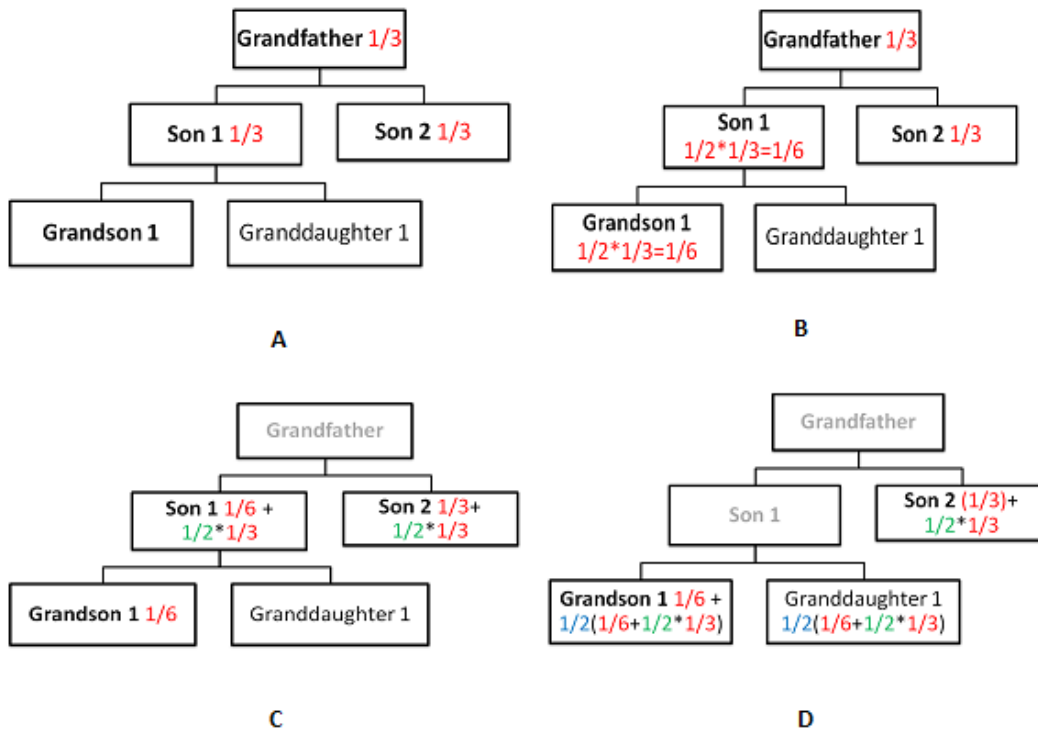 Grandfather 1/3
Son 1 1/3
Son 2 1/3
Grandson 1
Granddaughter 1
A
Grandfather 1/3
Son 1
1/2*1/3=1/6
Son 2 1/3
Grandson 1
1/2*1/3=1/6
Granddaughter 1
B
Grandfather
Son 1 1/6 +
1/2*1/3
Son 2 1/3+
1/2*1/3
Grandson 1 1/6
Granddaughter 1
C
Grandfather
Son 1
Son 2 (1/3)+
1/2*1/3
Grandson 1 1/6 +
1/2(1/6+1/2*1/3)
Granddaughter 1
1/2(1/6+1/2*1/3)
D